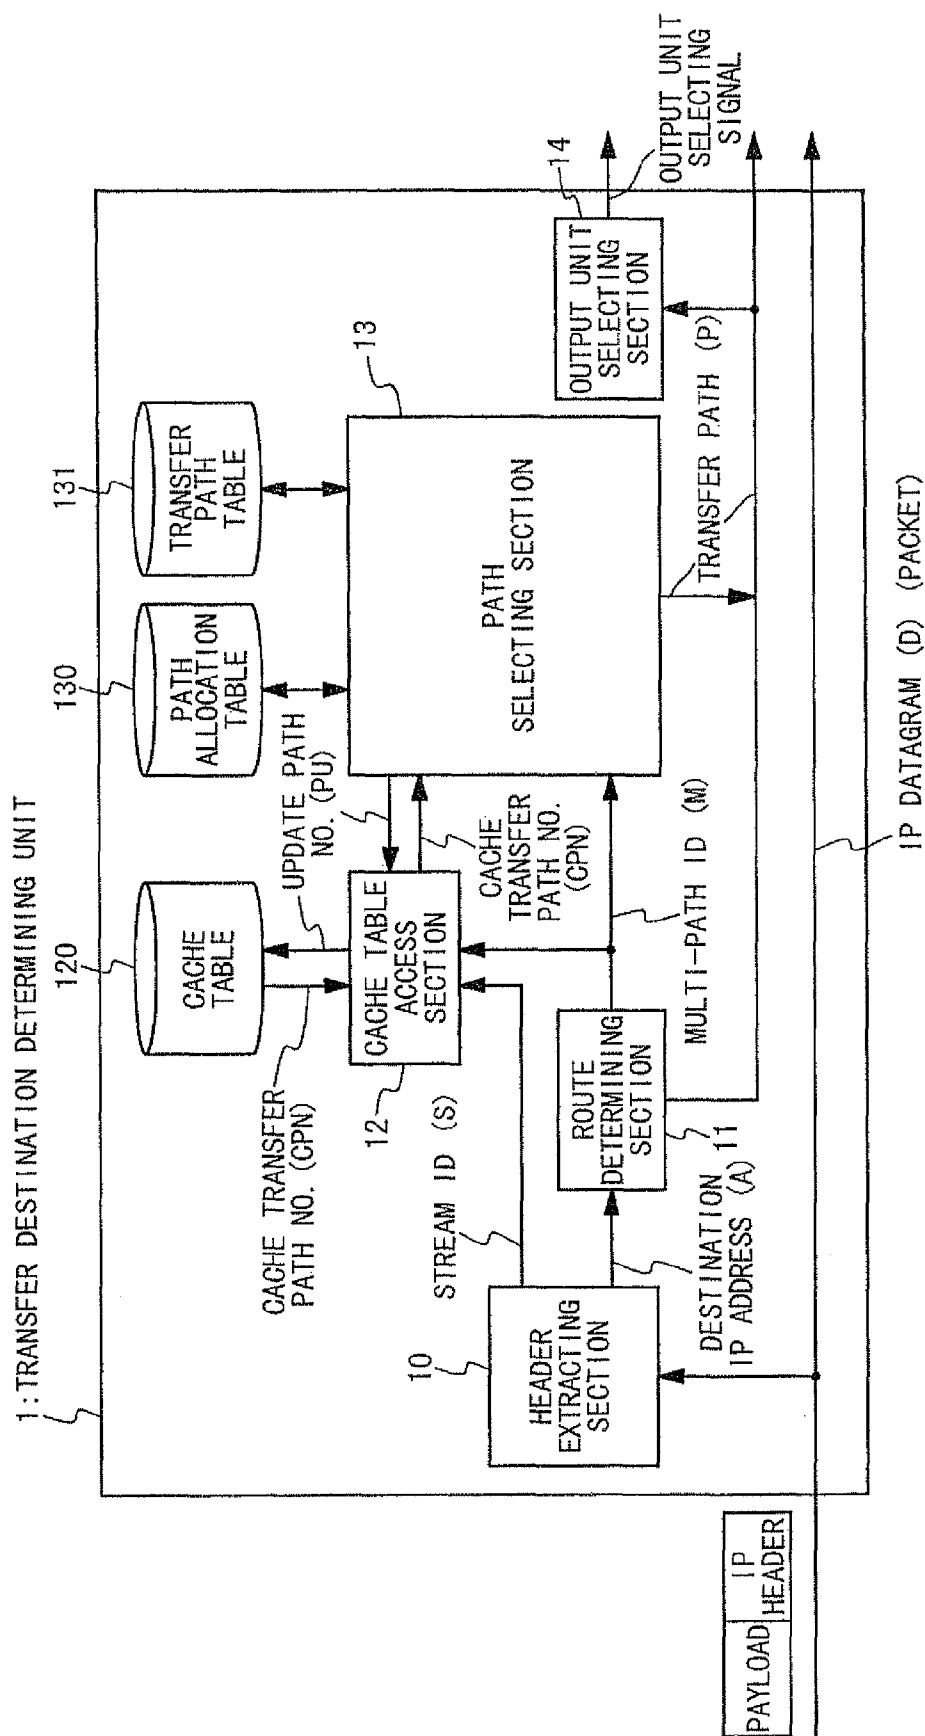 1:TRANSFER DESTINATION DETERMINING UNIT
120
CACHE
TABLE
130
PATH
ALLOCATION
TABLE
131
TRANSFER
PATH
TABLE
CACHE TRANSFER
PATH NO. (CPN)
UPDATE PATH
NO. (PU)
12
CACHE TABLE
ACCESS
SECTION
CACHE
TRANSFER
PATH NO.
(CPN)
13
PATH
SELECTING SECTION
STREAM ID (S)
10
HEADER
EXTRACTING
SECTION
ROUTE
DETERMINING
SECTION
11
MULTI-PATH ID (M)
14
OUTPUT UNIT
SELECTING
SECTION
OUTPUT UNIT
SELECTING
SIGNAL
TRANSFER PATH (P)
DESTINATION
IP ADDRESS (A)
PAYLOAD
IP
HEADER
IP DATAGRAM (D) (PACKET)